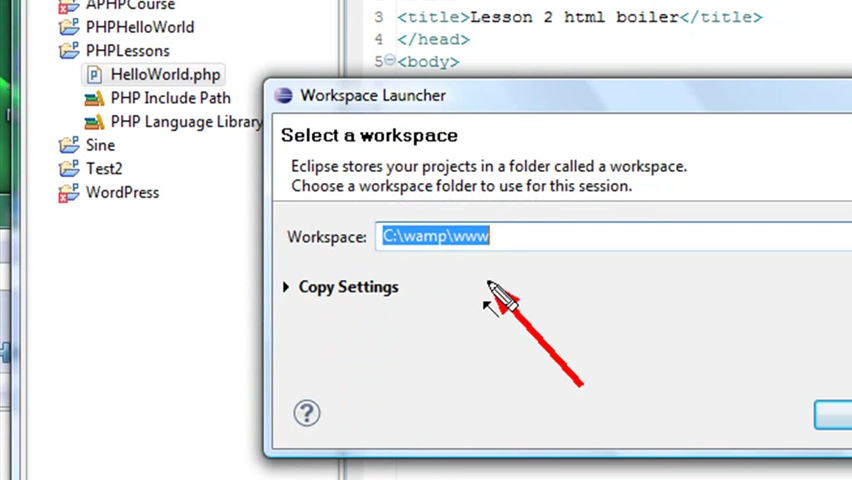 APHPCourse
PHPHelloWorld
PHPLessons
HelloWorld.php
PHP Include Path
PHP Language Library
Sine
Test2
WordPress
3 <title>Lesson 2 html boiler</title>
4 </head>
5 <body>
Workspace Launcher
Select a workspace
Eclipse stores your projects in a folder called a workspace.
Choose a workspace folder to use for this session.
Workspace: C:\wamp\www
Copy Settings
?